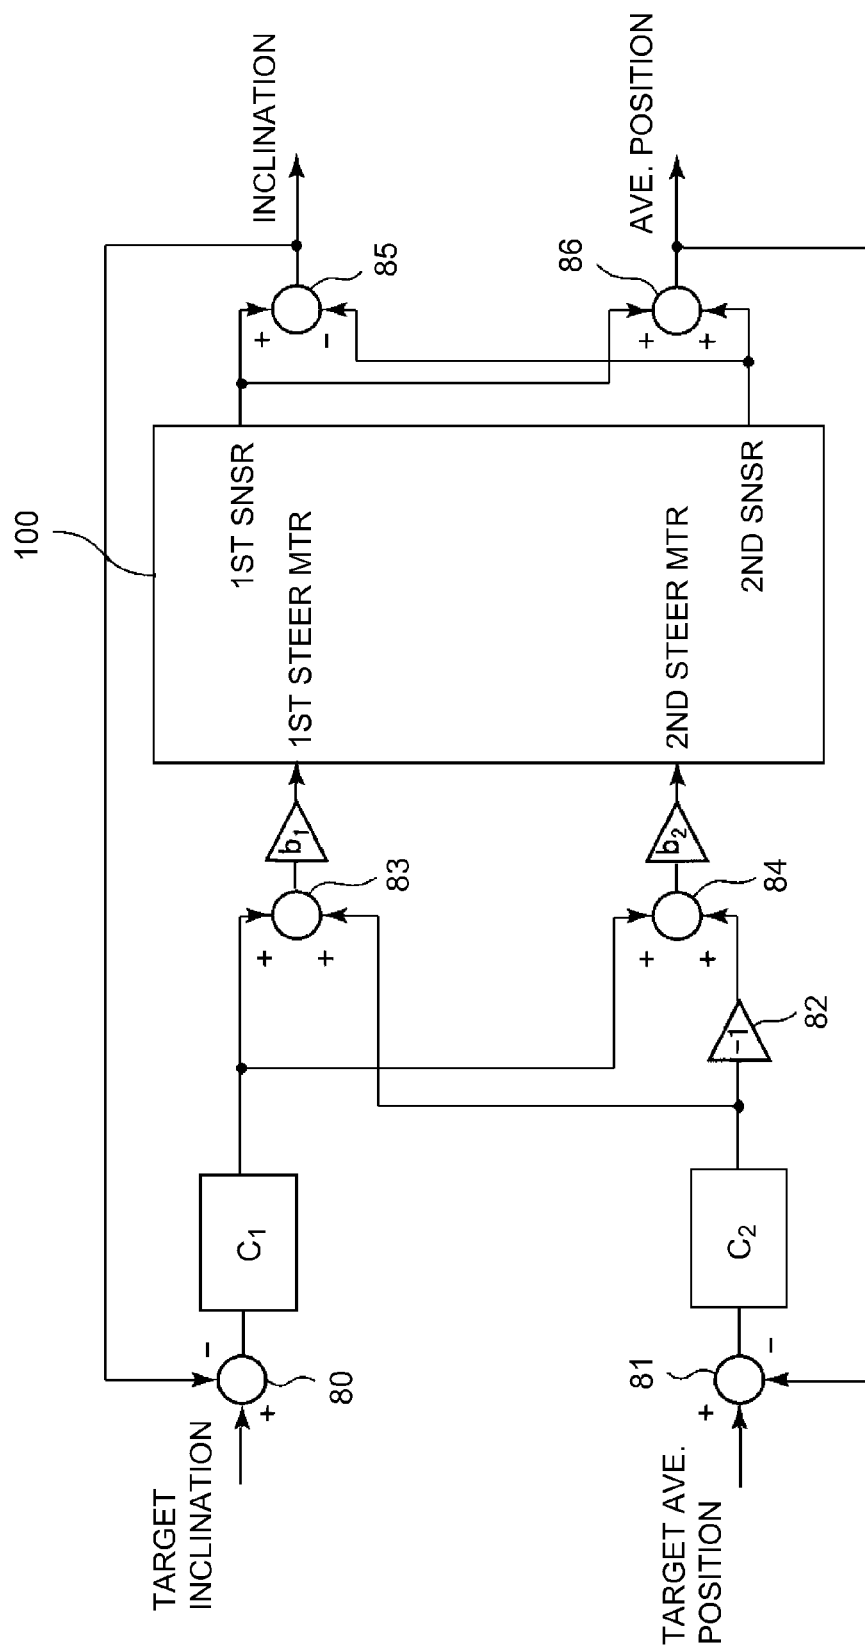 TARGET
INCLINATION
+
-
80
C1
+
+
83
b1
100
1ST SNSR
1ST STEER MTR
+
-
85
INCLINATION
TARGET AVE.
POSITION
+
-
81
C2
-1
82
+
+
84
b2
2ND STEER MTR
2ND SNSR
+
+
86
AVE. POSITION